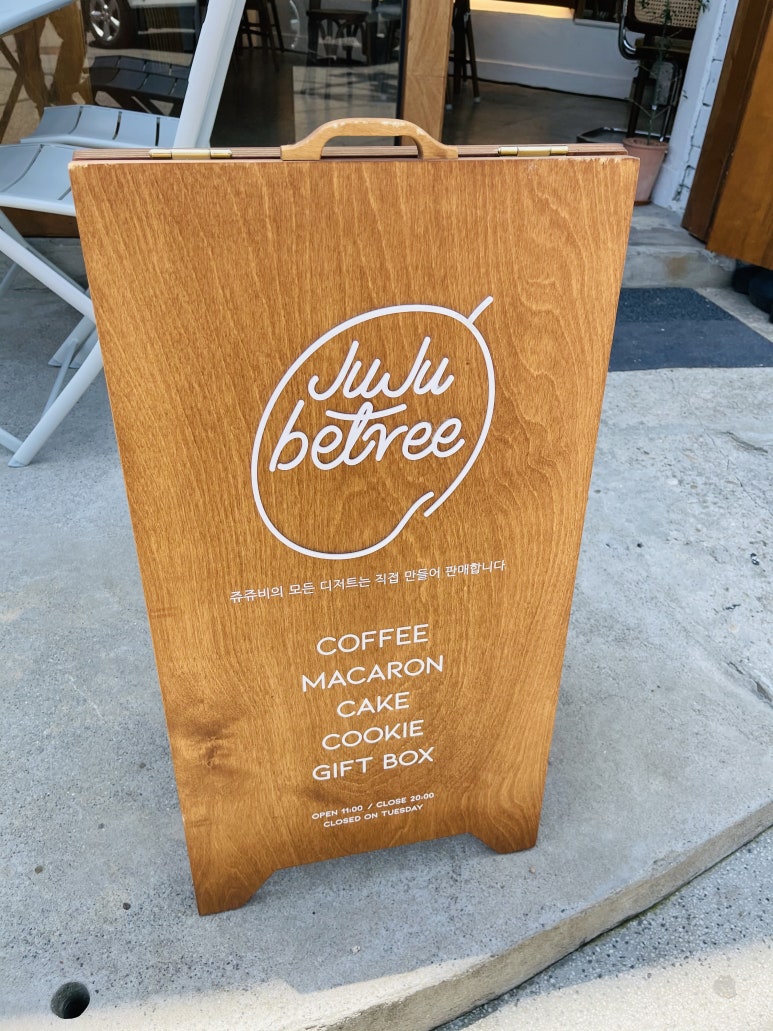 JuJu
betree
쥬쥬비의 모든 디저트는 직접 만들어 판매합니다.
COFFEE
MACARON
CAKE
COOKIE
GIFT BOX
OPEN 11:00 / CLOSE 20:00
CLOSED ON TUESDAY